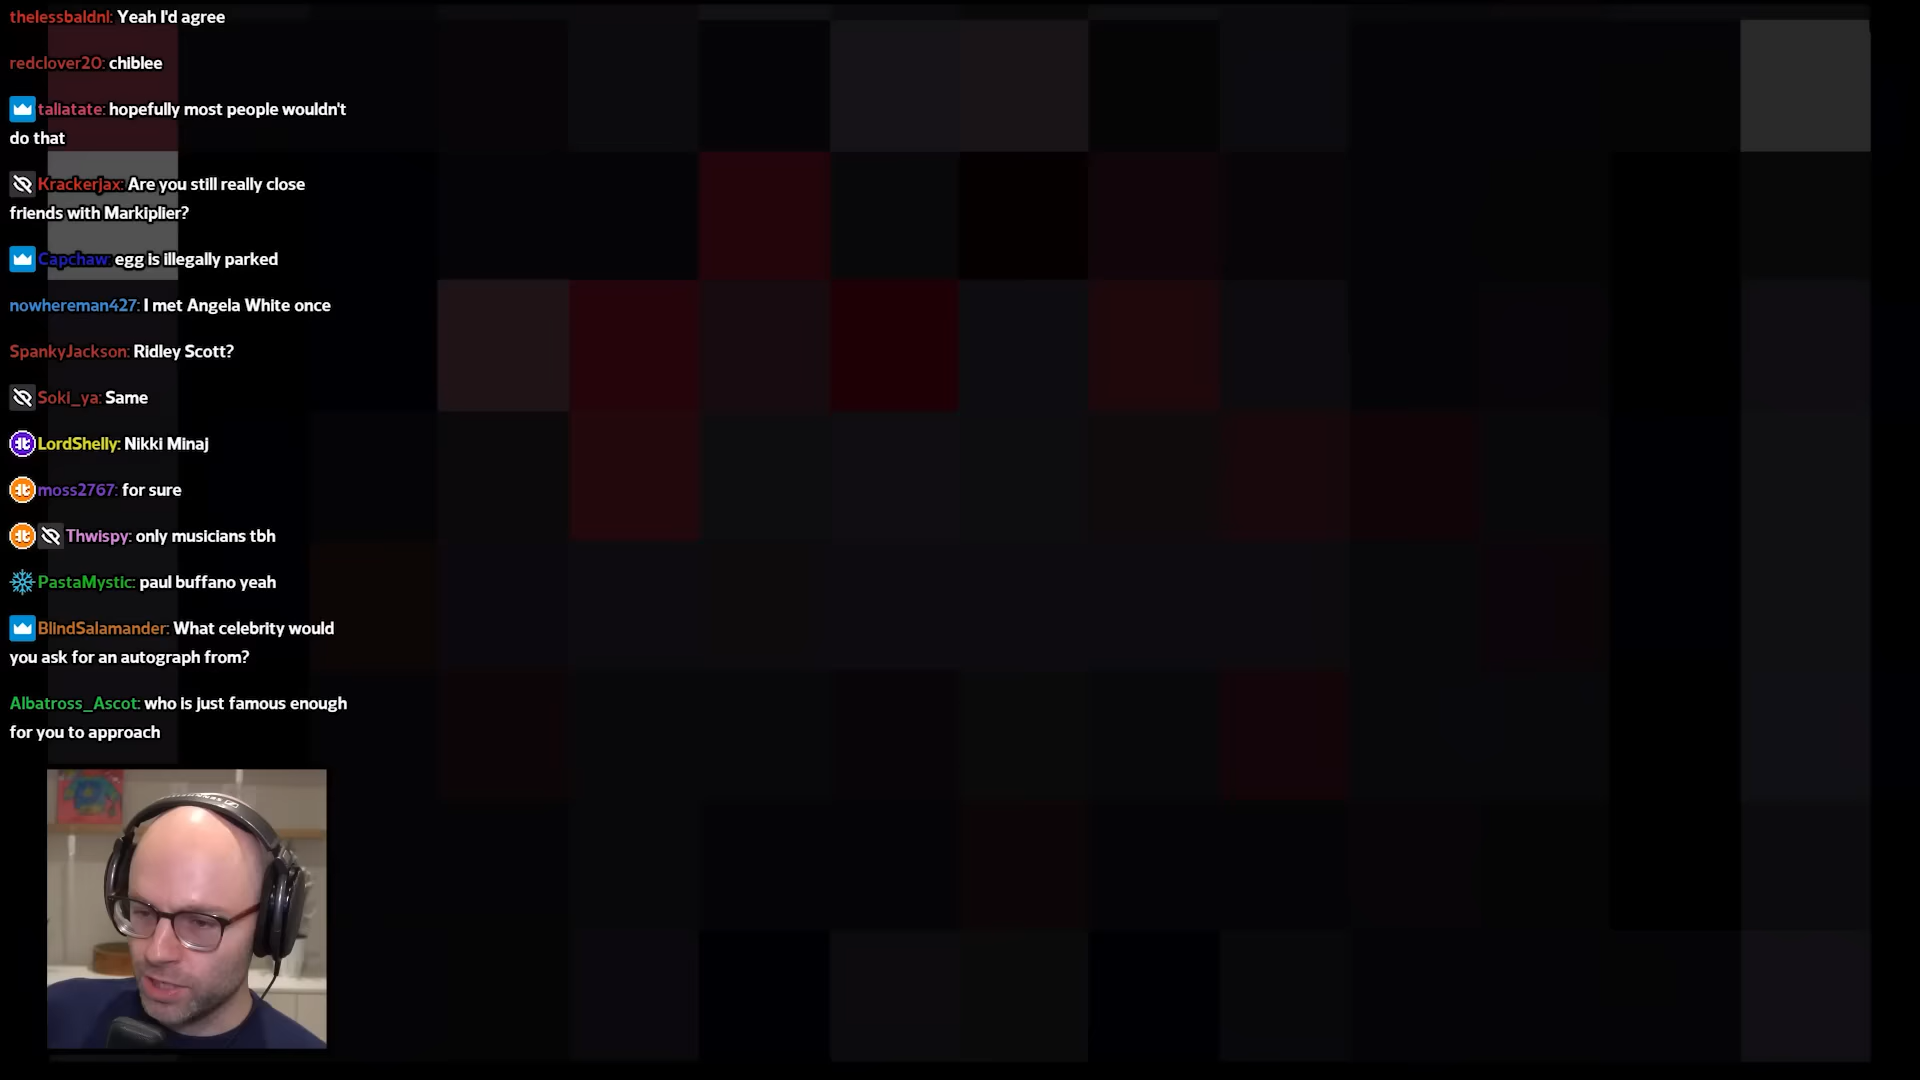 thelessbaldnl: Yeah I'd agree
redclover20: chiblee
tallatate: hopefully most people wouldn't
do that
Krackerjax: Are you still really close
friends with Markiplier?
Capchaw: egg is illegally parked
nowhereman427: I met Angela White once
SpankyJackson: Ridley Scott?
Soki_ya: Same
LordShelly: Nikki Minaj
moss2767: for sure
Thwispy: only musicians tbh
PastaMystic: paul buffano yeah
BlindSalamander: What celebrity would
you ask for an autograph from?
Albatross_Ascot: who is just famous enough
for you to approach